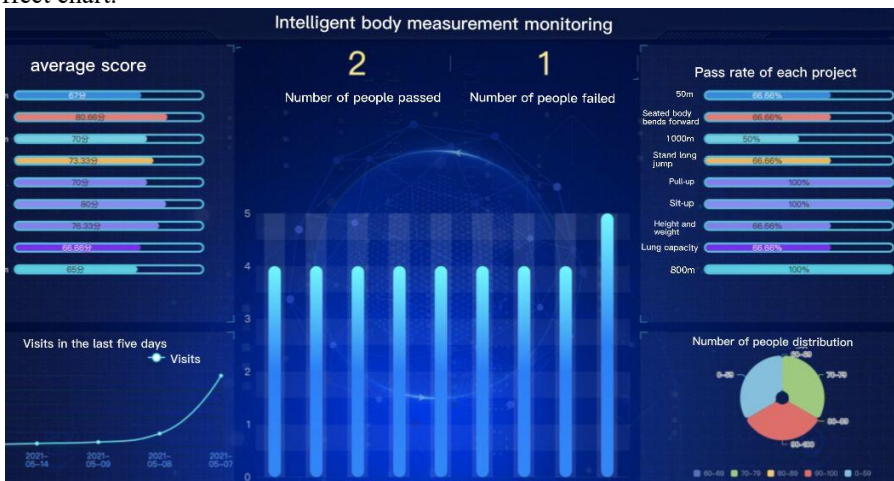 Intelligent body measurement monitoring
average score
67分
80.66分
70分
73.33分
70分
80分
76.33分
66.66分
65分
2
Number of people passed
1
Number of people failed
Pass rate of each project
50m
66.66%
Seated body
bends forward
66.66%
1000m
50%
Stand long
jump
66.66%
Pull-up
100%
Sit-up
100%
Height and
weight
66.66%
Lung capacity
66.66%
800m
100%
5
4
3
2
1
0
Visits in the last five days
Visits
2021-
05-14
2021-
05-09
2021-
05-08
2021-
05-07
Number of people distribution
0-59
70-79
90-100
60-69
70-79
80-89
90-100
0-59